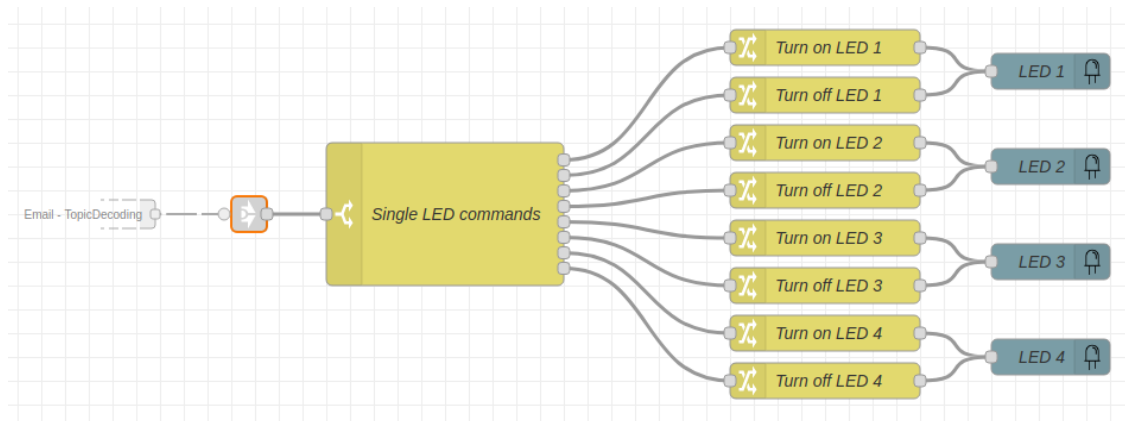 Turn on LED 1
LED 1
Turn off LED 1
Turn on LED 2
LED 2
Turn off LED 2
Email - TopicDecoding
Single LED commands
Turn on LED 3
LED 3
Turn off LED 3
Turn on LED 4
LED 4
Turn off LED 4